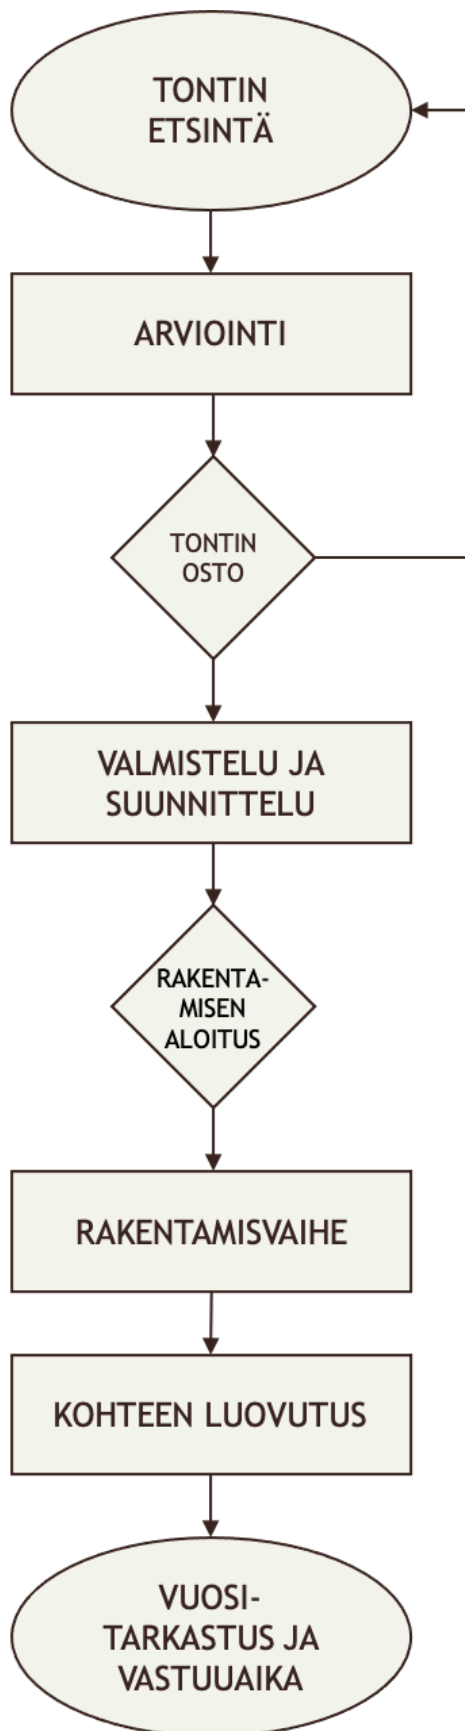 TONTIN
ETSINTÄ
ARVIOINTI
TONTIN
OSTO
VALMISTELU JA
SUUNNITTELU
RAKENTA-
MISEN
ALOITUS
RAKENTAMISVAIHE
KOHTEEN LUOVUTUS
VUOSI-
TARKASTUS JA
VASTUUAIKA